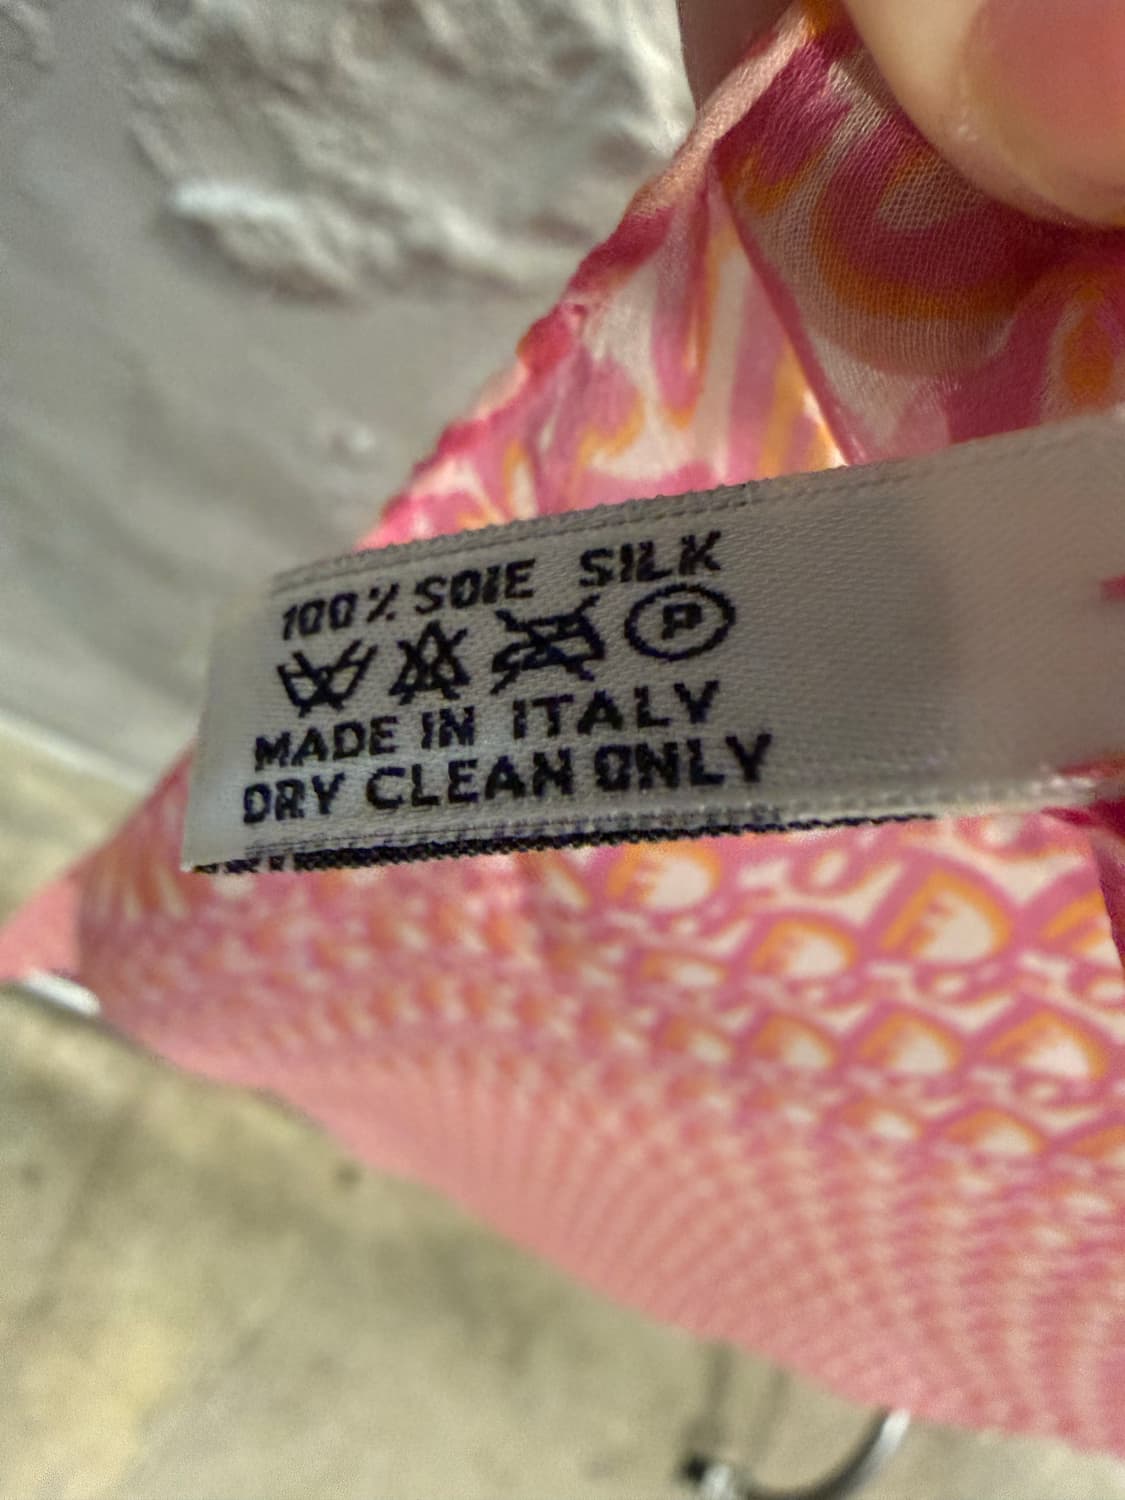 100% SOIE SILK
P
MADE IN ITALY
DRY CLEAN ONLY